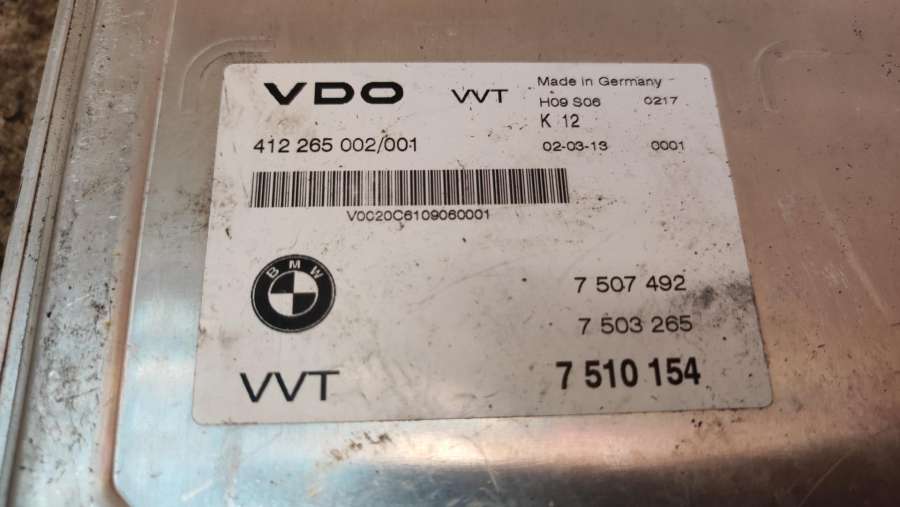 VDO VVT Made in Germany
H09 S06 0217
K 12
412 265 002/001 02-03-13 0001
V0020C6109060001
BMW
7 507 492
7 503 265
VVT 7 510 154